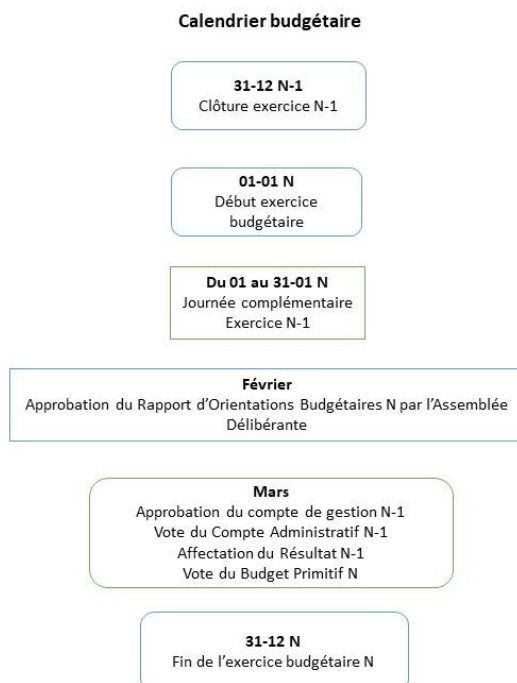 Calendrier budgétaire
31-12 N-1
Clôture exercice N-1
01-01 N
Début exercice
budgétaire
Du 01 au 31-01 N
Journée complémentaire
Exercice N-1
Février
Approbation du Rapport d’Orientations Budgétaires N par l’Assemblée
Délibérante
Mars
Approbation du compte de gestion N-1
Vote du Compte Administratif N-1
Affectation du Résultat N-1
Vote du Budget Primitif N
31-12 N
Fin de l’exercice budgétaire N